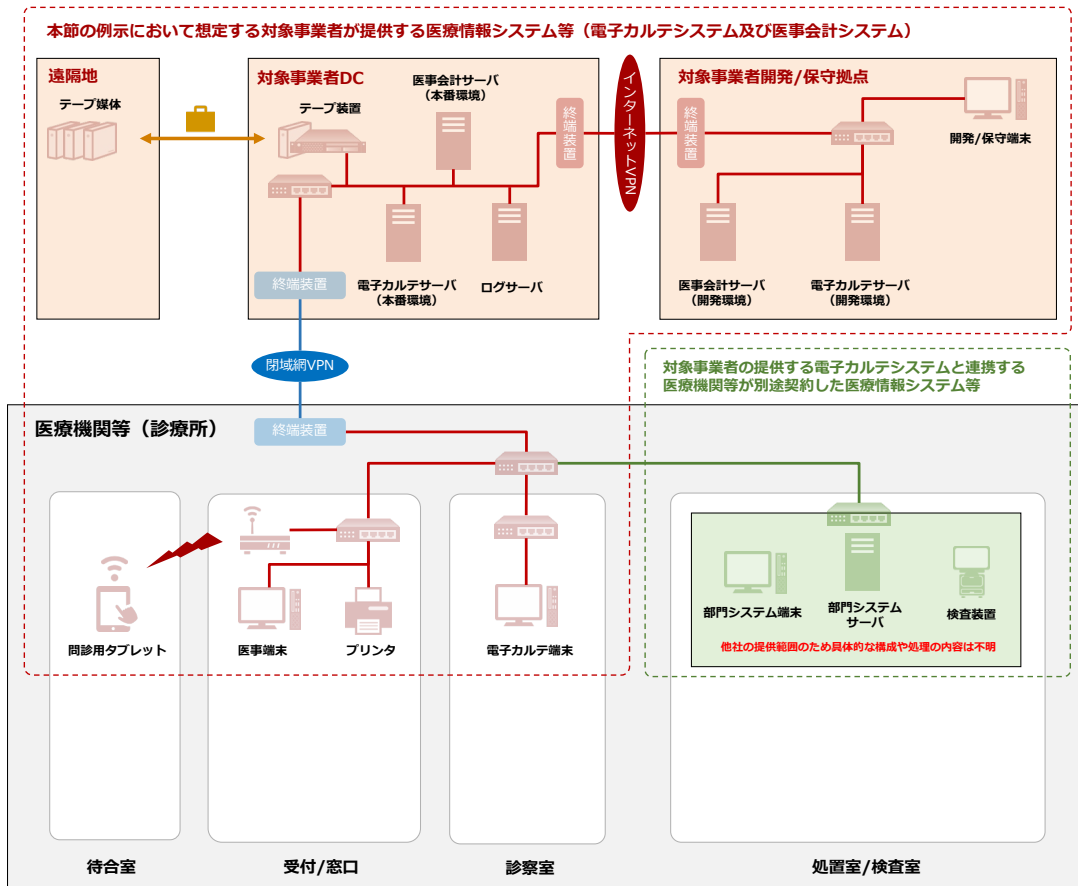 本節の例示において想定する対象事業者が提供する医療情報システム等（電子カルテシステム及び医事会計システム）
遠隔地
テープ媒体
対象事業者DC
テープ装置
医事会計サーバ
（本番環境）
終端装置
インターネットVPN
対象事業者開発/保守拠点
終端装置
開発/保守端末
終端装置
電子カルテサーバ
（本番環境）
ログサーバ
医事会計サーバ
（開発環境）
電子カルテサーバ
（開発環境）
閉域網VPN
対象事業者の提供する電子カルテシステムと連携する
医療機関等が別途契約した医療情報システム等
医療機関等（診療所）
終端装置
問診用タブレット
医事端末
プリンタ
電子カルテ端末
部門システム端末
部門システム
サーバ
検査装置
他社の提供範囲のため具体的な構成や処理の内容は不明
待合室
受付/窓口
診察室
処置室/検査室